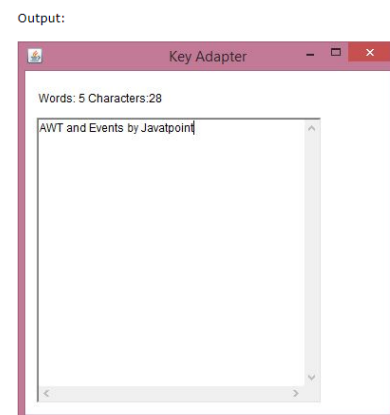 Output:
Key Adapter
Words: 5 Characters:28
AWT and Events by Javatpoint